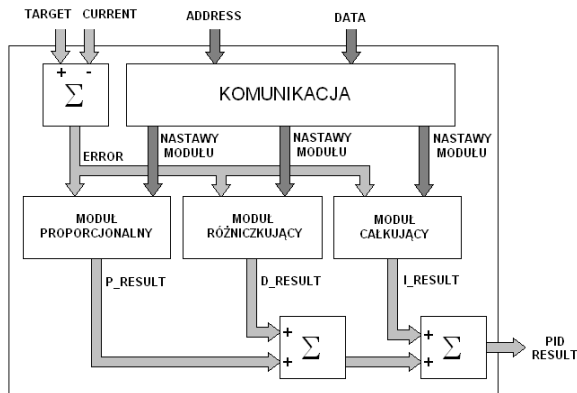 TARGET CURRENT ADDRESS DATA
+ -
Σ
KOMUNIKACJA
ERROR
NASTAWY
MODUŁU
NASTAWY
MODUŁU
NASTAWY
MODUŁU
MODUŁ
PROPORCJONALNY
MODUŁ
RÓŻNICZKUJĄCY
MODUŁ
CAŁKUJĄCY
P_RESULT
D_RESULT
I_RESULT
+
+
Σ
+
+
Σ
PID
RESULT